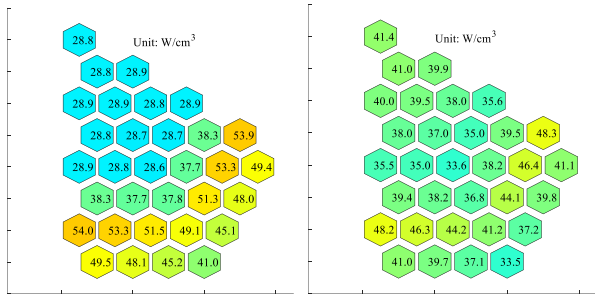 28.8
Unit: W/cm³
28.8 28.9
28.9 28.9 28.8 28.9
28.8 28.7 28.7 38.3 53.9
28.9 28.8 28.6 37.7 53.3 49.4
38.3 37.7 37.8 51.3 48.0
54.0 53.3 51.5 49.1 45.1
49.5 48.1 45.2 41.0
41.4
Unit: W/cm³
41.0 39.9
40.0 39.5 38.0 35.6
38.0 37.0 35.0 39.5 48.3
35.5 35.0 33.6 38.2 46.4 41.1
39.4 38.2 36.8 44.1 39.8
48.2 46.3 44.2 41.2 37.2
41.0 39.7 37.1 33.5